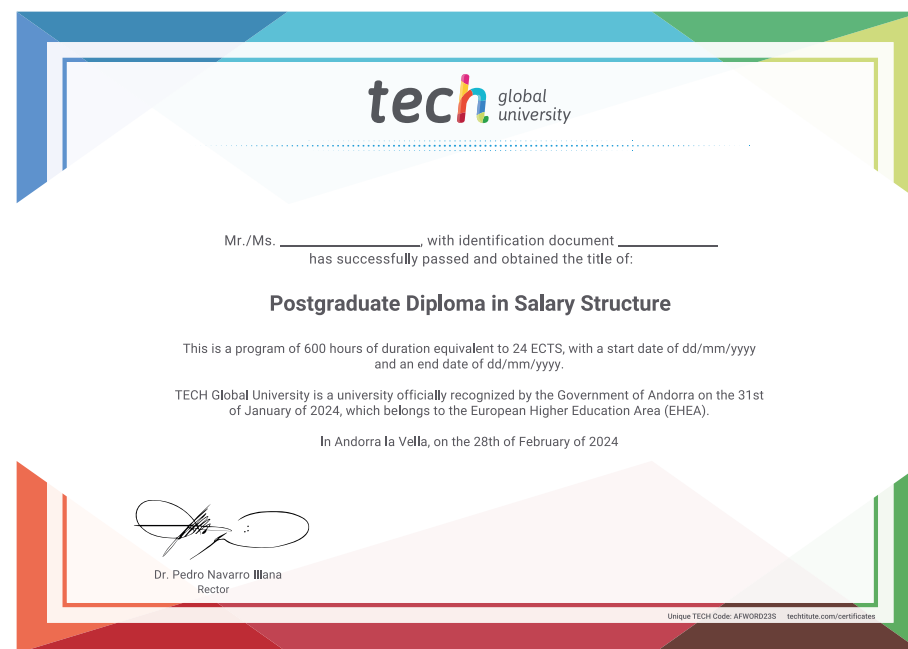 tech global university
Mr./Ms. ____________________, with identification document ______________
has successfully passed and obtained the title of:
Postgraduate Diploma in Salary Structure
This is a program of 600 hours of duration equivalent to 24 ECTS, with a start date of dd/mm/yyyy
and an end date of dd/mm/yyyy.
TECH Global University is a university officially recognized by the Government of Andorra on the 31st
of January of 2024, which belongs to the European Higher Education Area (EHEA).
In Andorra la Vella, on the 28th of February of 2024
Dr. Pedro Navarro Illana
Rector
Unique TECH Code: AFWORD23S techtitute.com/certificates